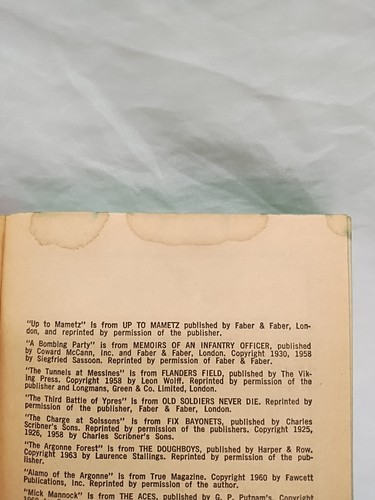 "Up to Mametz" is from UP TO MAMETZ published by Faber & Faber, Lon-
don, and reprinted by permission of the publisher.
"A Bombing Party" is from MEMOIRS OF AN INFANTRY OFFICER, published
by Coward McCann, Inc. and Faber & Faber, London. Copyright 1930, 1958
by Siegfried Sassoon. Reprinted by permission of Faber & Faber.
"The Tunnels at Messines" is from FLANDERS FIELD, published by The Vik-
ing Press. Copyright 1958 by Leon Wolff. Reprinted by permission of the
publisher and Longmans, Green & Co. Limited, London.
"The Third Battle of Ypres" is from OLD SOLDIERS NEVER DIE. Reprinted by
permission of the publisher, Faber & Faber, London.
"The Charge at Soissons" is from FIX BAYONETS, published by Charles
Scribner's Sons. Reprinted by permission of the publishers. Copyright 1925,
1926, 1958 by Charles Scribner's Sons.
"The Argonne Forest" is from THE DOUGHBOYS, published by Harper & Row.
Copyright 1963 by Laurence Stallings. Reprinted by permission of the pub-
lisher.
"Alamo of the Argonne" is from True Magazine. Copyright 1960 by Fawcett
Publications, Inc. Reprinted by permission of the author.
"Mick Mannock" is from THE ACES, published by G. P. Putnam's Copyright